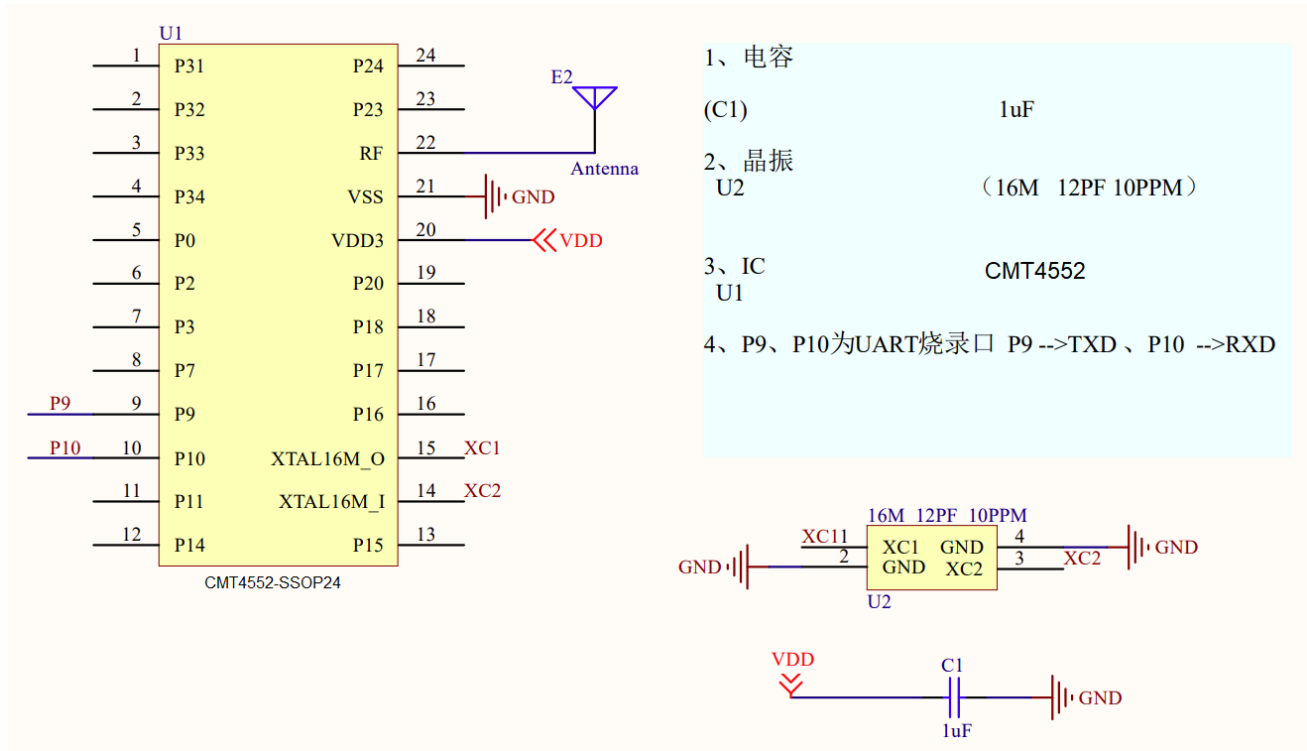 U1
1 P31 P24 24
2 P32 P23 23
3 P33 RF 22
4 P34 VSS 21 GND
5 P0 VDD3 20 VDD
6 P2 P20 19
7 P3 P18 18
8 P7 P17 17
P9 9 P9 P16 16
P10 10 P10 XTAL16M_O 15 XC1
11 P11 XTAL16M_I 14 XC2
12 P14 P15 13
CMT4552-SSOP24
E2
Antenna
1、电容
(C1) 1uF
2、晶振
U2 （16M 12PF 10PPM）
3、IC CMT4552
U1
4、P9、P10为UART烧录口 P9 -->TXD 、P10 -->RXD
16M 12PF 10PPM
XC1 1 XC1 GND 4 GND
GND 2 GND XC2 3 XC2
U2
VDD C1
GND
1uF